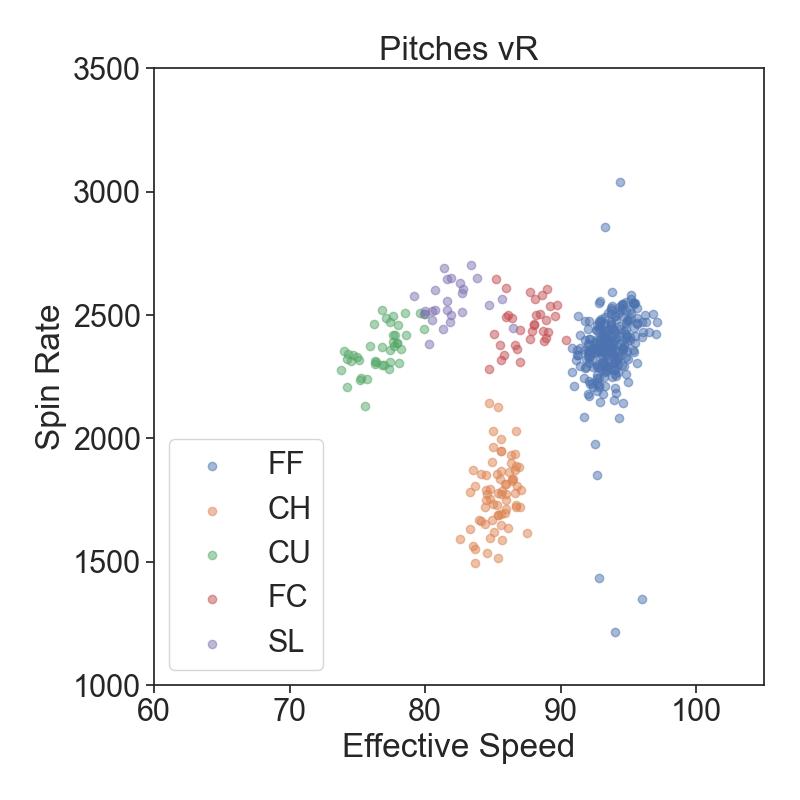 Pitches vR
3500
3000
2500
2000
1500
1000
Spin Rate
FF
CH
CU
FC
SL
60 70 80 90 100
Effective Speed